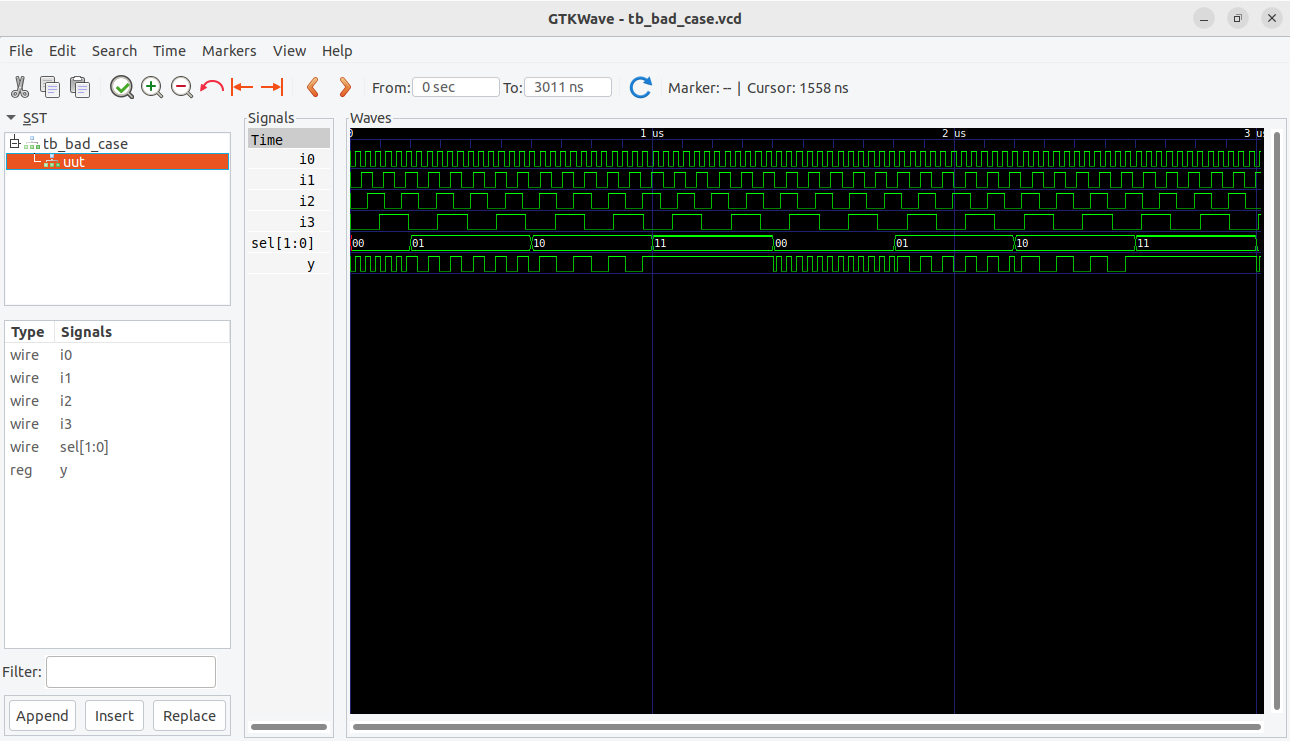 GTKWave - tb_bad_case.vcd
File Edit Search Time Markers View Help
From: 0 sec To: 3011 ns Marker: -- | Cursor: 1558 ns
SST
tb_bad_case
uut
Type Signals
wire i0
wire i1
wire i2
wire i3
wire sel[1:0]
reg y
Filter:
Append Insert Replace
Signals
Time
i0
i1
i2
i3
sel[1:0]
y
Waves
0 1 us 2 us 3 us
00 01 10 11 00 01 10 11